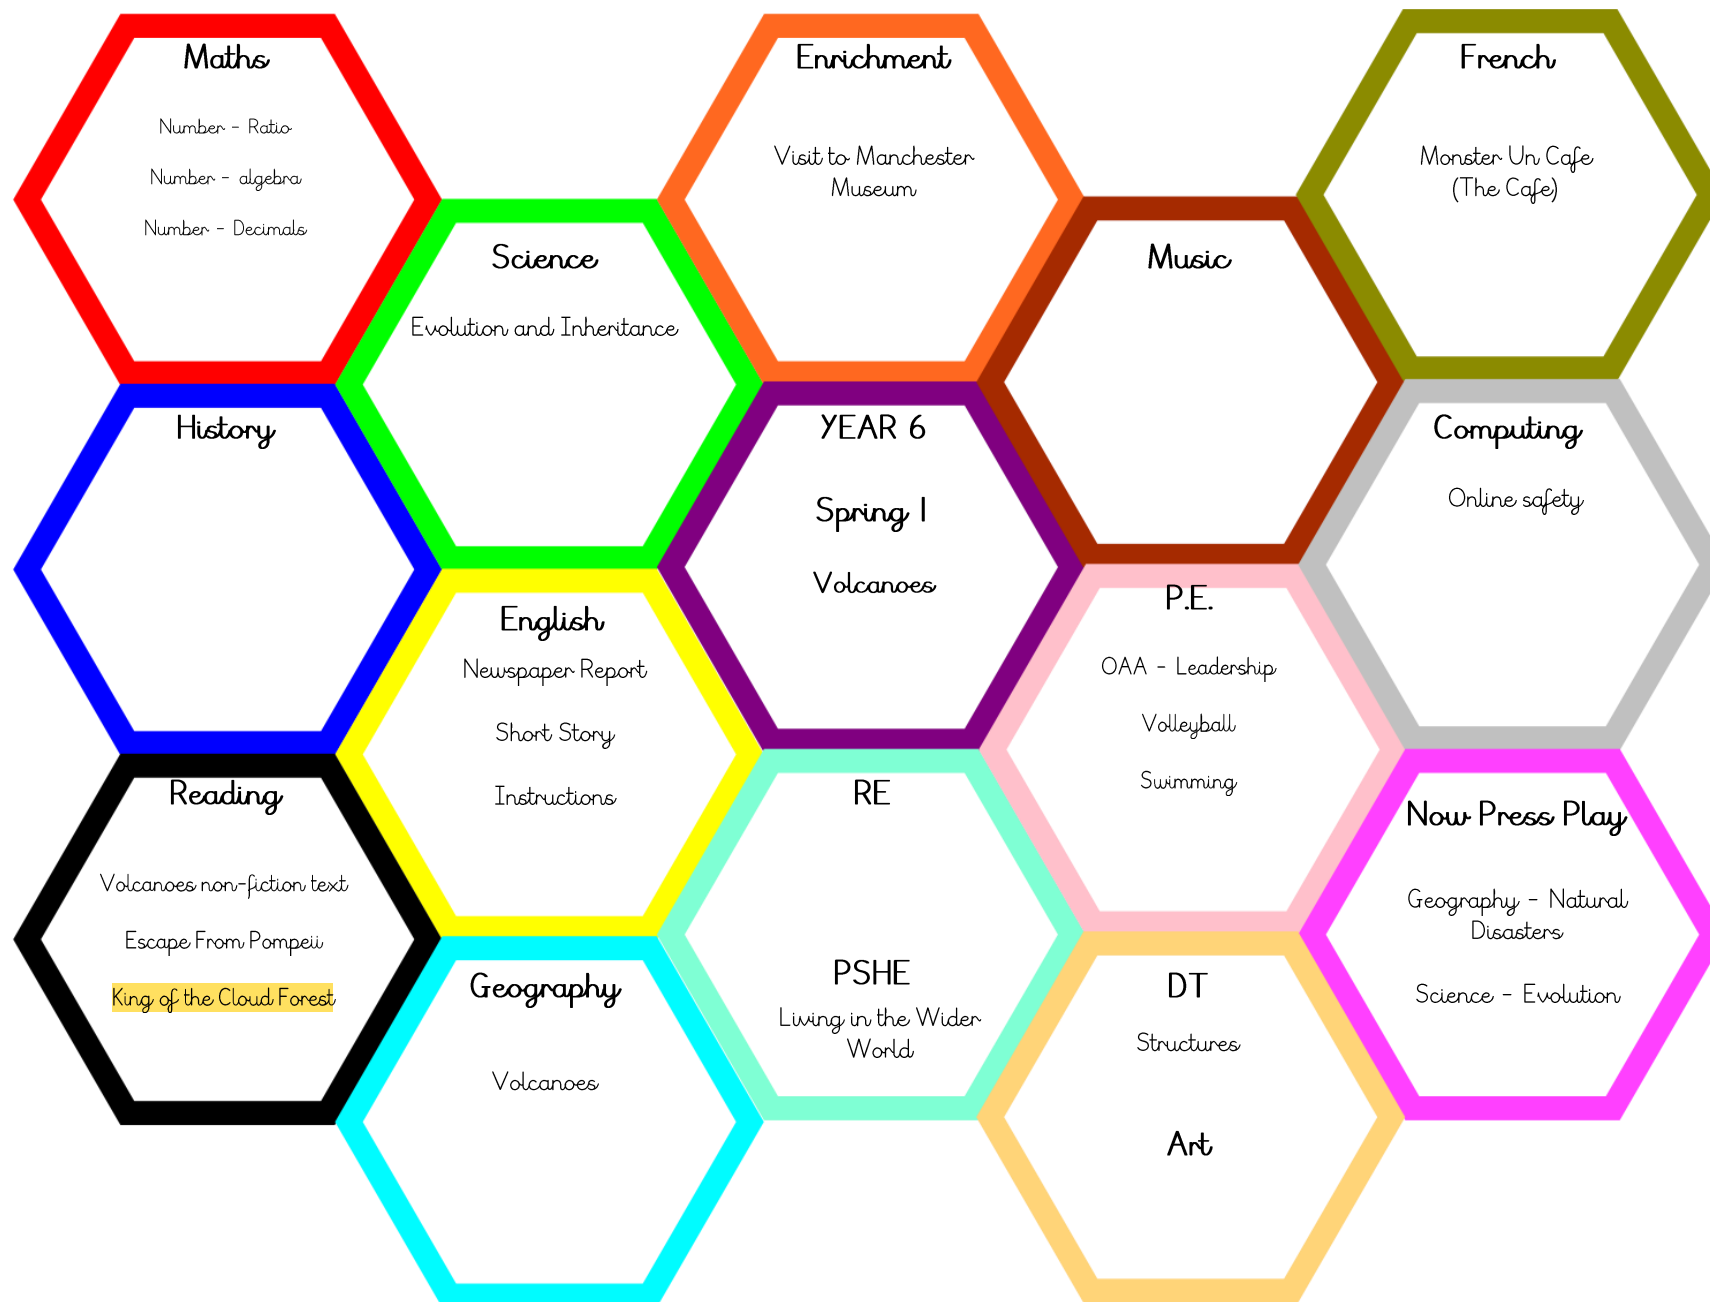 Maths
Number - Ratio
Number - algebra
Number - Decimals
Enrichment
Visit to Manchester
Museum
French
Monster Un Cafe
(The Cafe)
Science
Evolution and Inheritance
Music
History
YEAR 6
Spring 1
Volcanoes
Computing
Online safety
English
Newspaper Report
Short Story
Instructions
P.E.
OAA - Leadership
Volleyball
Swimming
Reading
Volcanoes non-fiction text
Escape From Pompeii
King of the Cloud Forest
RE
PSHE
Living in the Wider
World
Now Press Play
Geography - Natural
Disasters
Science - Evolution
Geography
Volcanoes
DT
Structures
Art